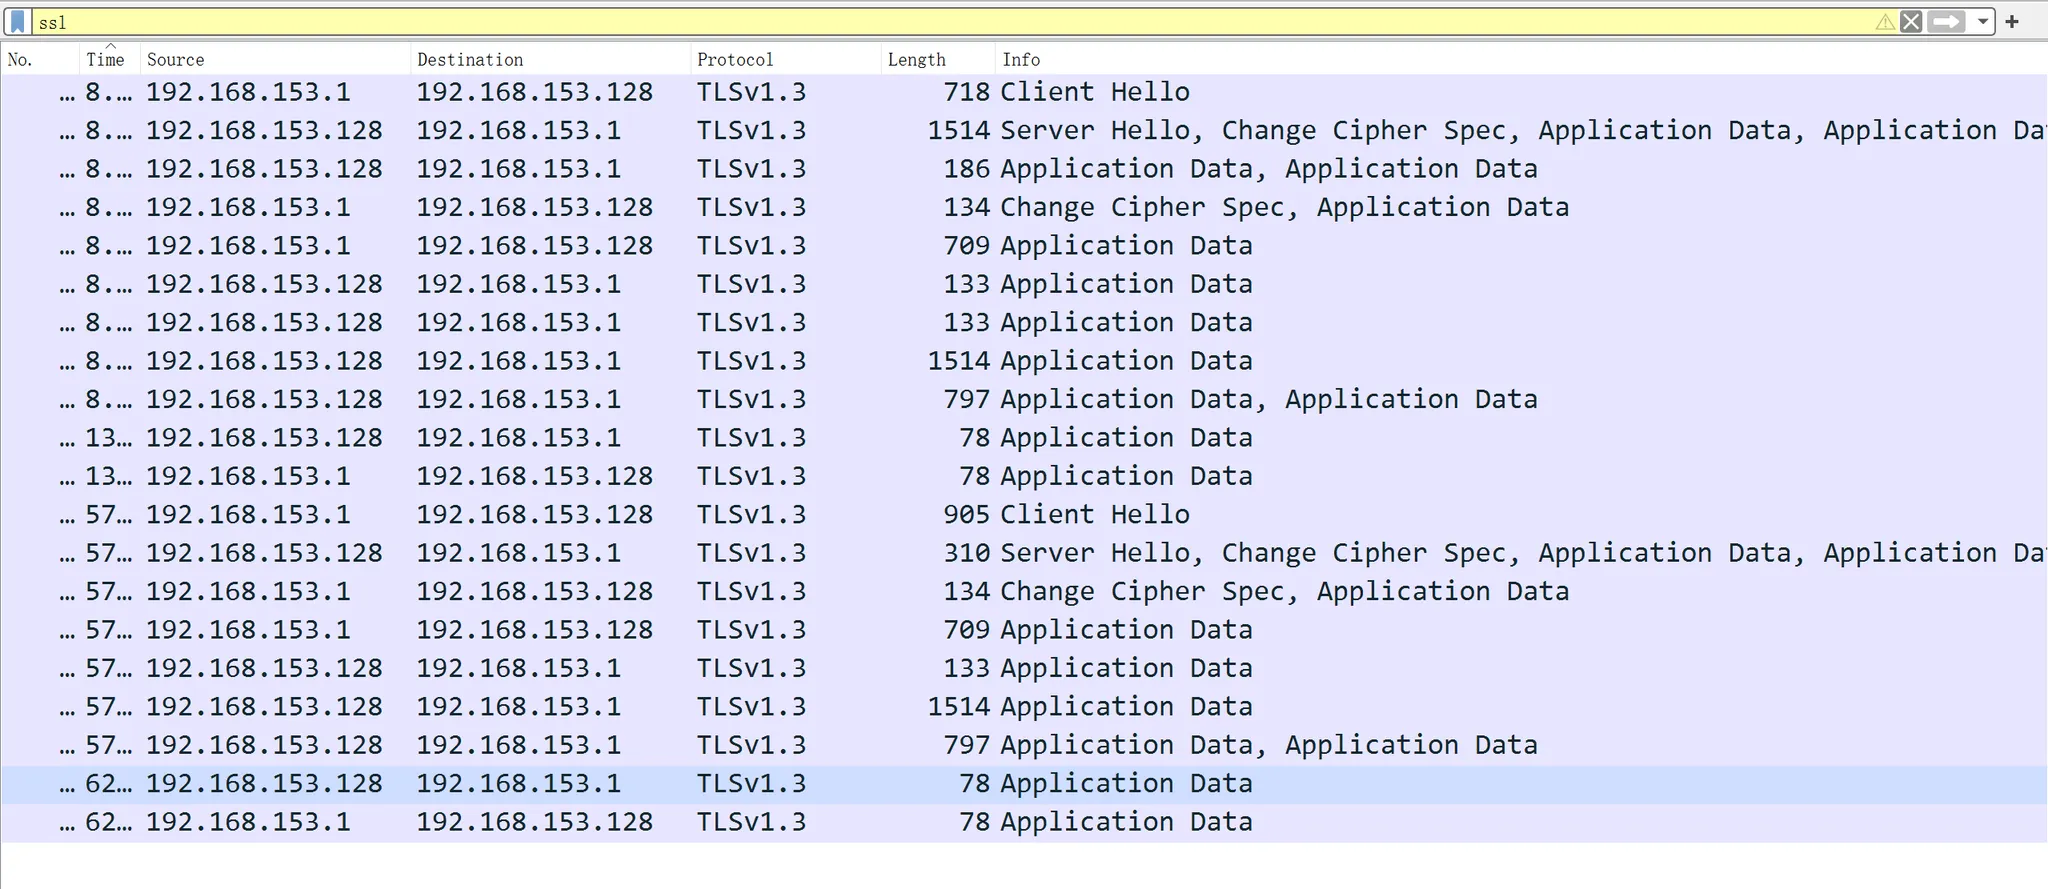 ssl
No. Time Source Destination Protocol Length Info
… 8.… 192.168.153.1 192.168.153.128 TLSv1.3 718 Client Hello
… 8.… 192.168.153.128 192.168.153.1 TLSv1.3 1514 Server Hello, Change Cipher Spec, Application Data, Application Da
… 8.… 192.168.153.128 192.168.153.1 TLSv1.3 186 Application Data, Application Data
… 8.… 192.168.153.1 192.168.153.128 TLSv1.3 134 Change Cipher Spec, Application Data
… 8.… 192.168.153.1 192.168.153.128 TLSv1.3 709 Application Data
… 8.… 192.168.153.128 192.168.153.1 TLSv1.3 133 Application Data
… 8.… 192.168.153.128 192.168.153.1 TLSv1.3 133 Application Data
… 8.… 192.168.153.128 192.168.153.1 TLSv1.3 1514 Application Data
… 8.… 192.168.153.128 192.168.153.1 TLSv1.3 797 Application Data, Application Data
… 13… 192.168.153.128 192.168.153.1 TLSv1.3 78 Application Data
… 13… 192.168.153.1 192.168.153.128 TLSv1.3 78 Application Data
… 57… 192.168.153.1 192.168.153.128 TLSv1.3 905 Client Hello
… 57… 192.168.153.128 192.168.153.1 TLSv1.3 310 Server Hello, Change Cipher Spec, Application Data, Application Da
… 57… 192.168.153.1 192.168.153.128 TLSv1.3 134 Change Cipher Spec, Application Data
… 57… 192.168.153.1 192.168.153.128 TLSv1.3 709 Application Data
… 57… 192.168.153.128 192.168.153.1 TLSv1.3 133 Application Data
… 57… 192.168.153.128 192.168.153.1 TLSv1.3 1514 Application Data
… 57… 192.168.153.128 192.168.153.1 TLSv1.3 797 Application Data, Application Data
… 62… 192.168.153.128 192.168.153.1 TLSv1.3 78 Application Data
… 62… 192.168.153.1 192.168.153.128 TLSv1.3 78 Application Data